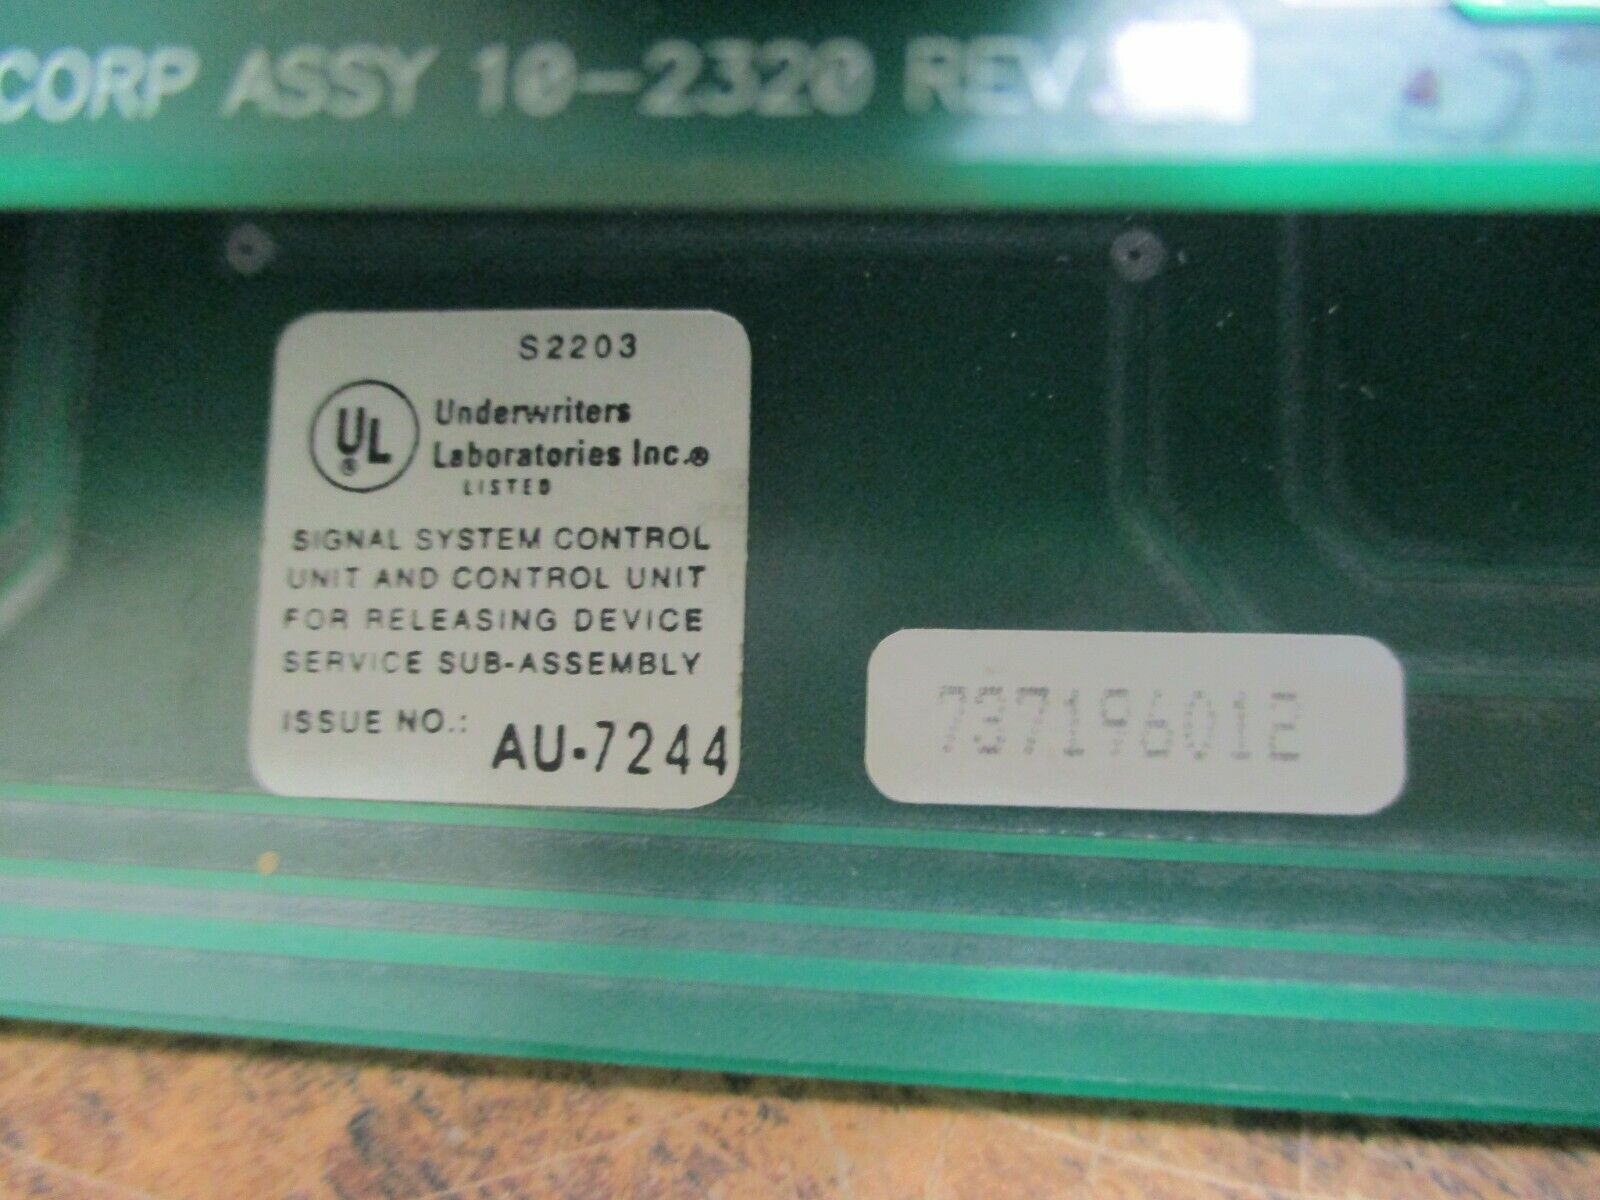 CORP ASSY 10-2320 REV.
S2203
UL®
Underwriters
Laboratories Inc.®
LISTED
SIGNAL SYSTEM CONTROL
UNIT AND CONTROL UNIT
FOR RELEASING DEVICE
SERVICE SUB-ASSEMBLY
ISSUE NO.: AU-7244
737196012